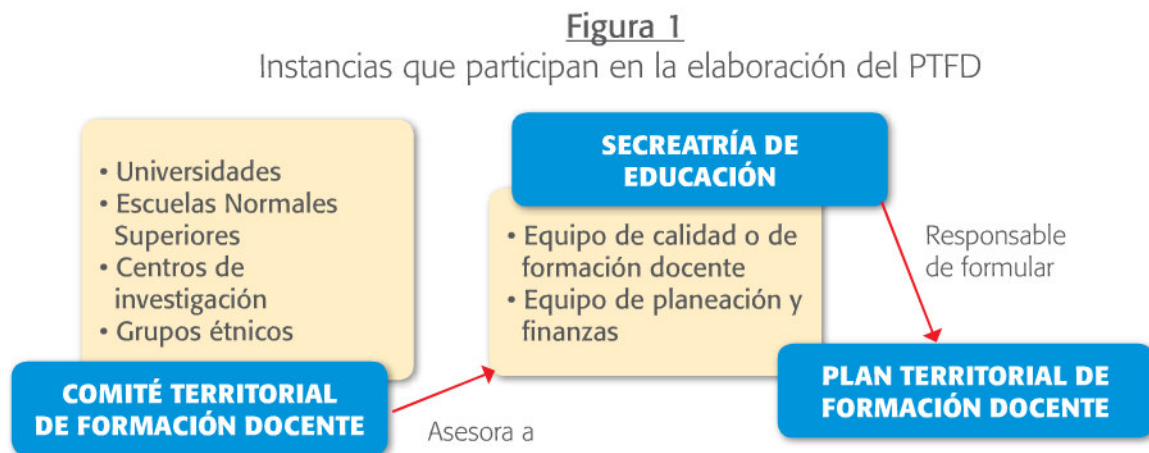 Figura 1
Instancias que participan en la elaboración del PTFD
• Universidades
• Escuelas Normales
Superiores
• Centros de
investigación
• Grupos étnicos
COMITÉ TERRITORIAL
DE FORMACIÓN DOCENTE
Asesora a
SECREATRÍA DE
EDUCACIÓN
• Equipo de calidad o de
formación docente
• Equipo de planeación y
finanzas
Responsable
de formular
PLAN TERRITORIAL DE
FORMACIÓN DOCENTE